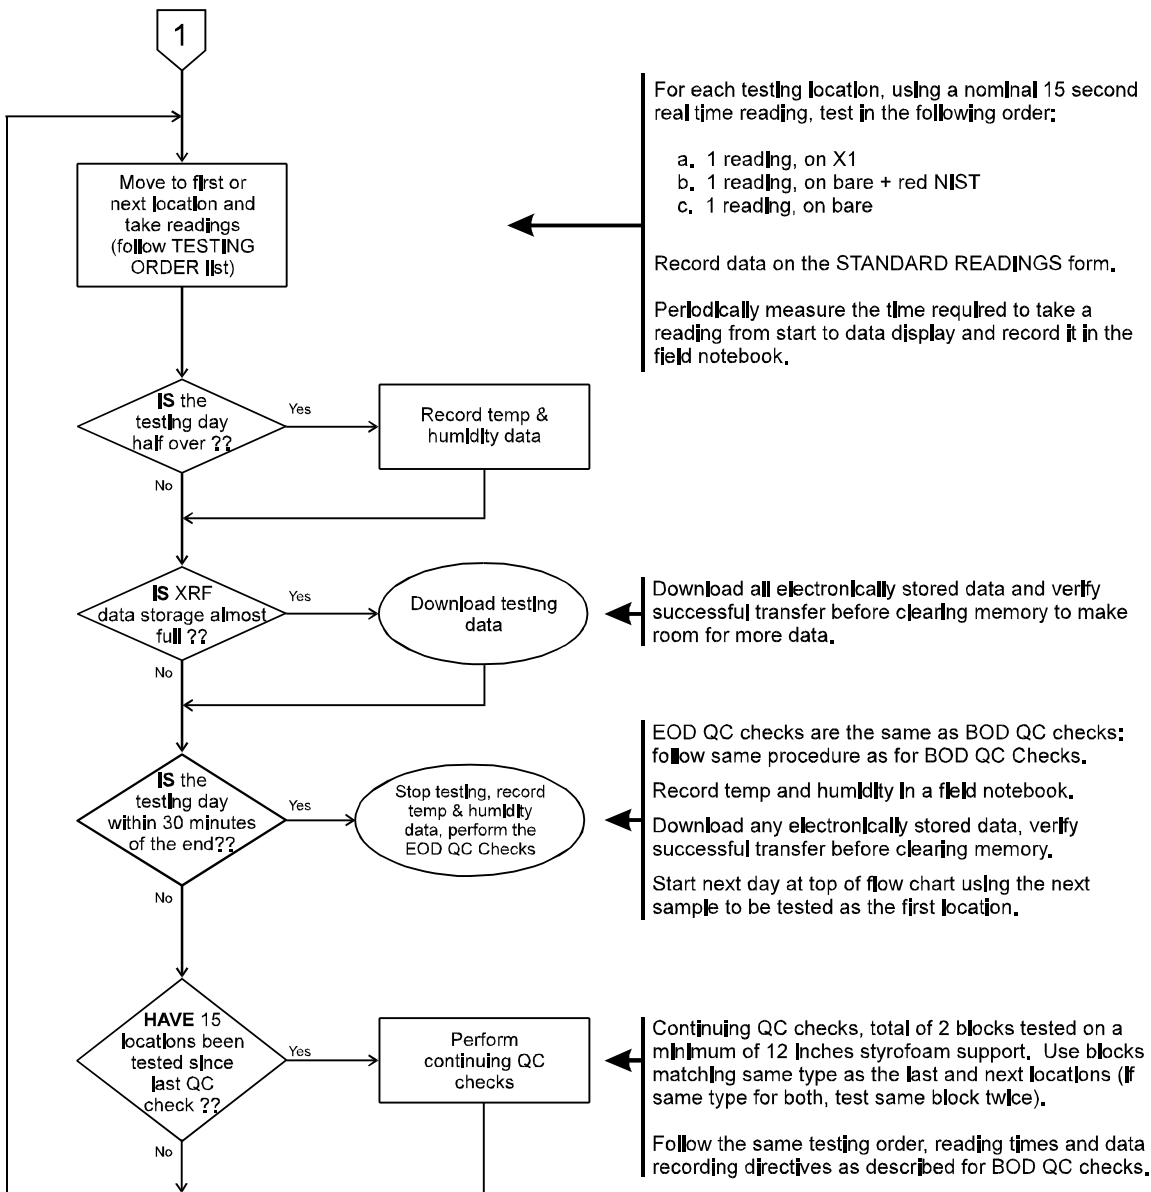 1
For each testing location, using a nominal 15 second
real time reading, test in the following order:
a. 1 reading, on X1
b. 1 reading, on bare + red NIST
c. 1 reading, on bare
Record data on the STANDARD READINGS form.
Periodically measure the time required to take a
reading from start to data display and record it in the
field notebook.
Move to first or
next location and
take readings
(follow TESTING
ORDER list)
IS the
testing day
half over ??
Yes
No
Record temp &
humidity data
IS XRF
data storage almost
full ??
Yes
No
Download testing
data
Download all electronically stored data and verify
successful transfer before clearing memory to make
room for more data.
IS the
testing day
within 30 minutes
of the end??
Yes
No
Stop testing, record
temp & humidity
data, perform the
EOD QC Checks
EOD QC checks are the same as BOD QC checks:
follow same procedure as for BOD QC Checks.
Record temp and humidity in a field notebook.
Download any electronically stored data, verify
successful transfer before clearing memory.
Start next day at top of flow chart using the next
sample to be tested as the first location.
HAVE 15
locations been
tested since
last QC
check ??
Yes
No
Perform
continuing QC
checks
Continuing QC checks, total of 2 blocks tested on a
minimum of 12 inches styrofoam support. Use blocks
matching same type as the last and next locations (if
same type for both, test same block twice).
Follow the same testing order, reading times and data
recording directives as described for BOD QC checks.